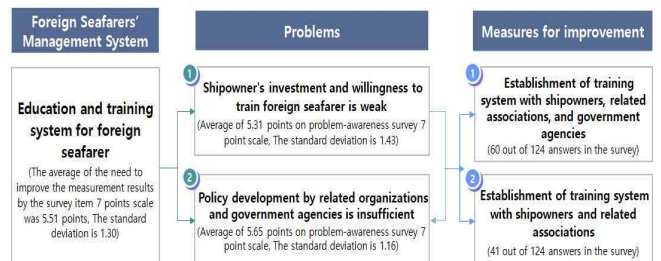 Foreign Seafarers'
Management System
Problems
Measures for improvement
Education and training
system for foreign
seafarer
(The average of the need to
improve the measurement results
by the survey item 7 points scale
was 5.51 points, The standard
deviation is 1.30)
1
Shipowner's investment and willingness to
train foreign seafarer is weak
(Average of 5.31 points on problem-awareness survey 7
point scale, The standard deviation is 1.43)
2
Policy development by related organizations
and government agencies is insufficient
(Average of 5.65 points on problem-awareness survey 7
point scale, The standard deviation is 1.16)
1
Establishment of training
system with shipowners, related
associations, and government
agencies
(60 out of 124 answers in the survey)
2
Establishment of training system
with shipowners and related
associations
(41 out of 124 answers in the survey)